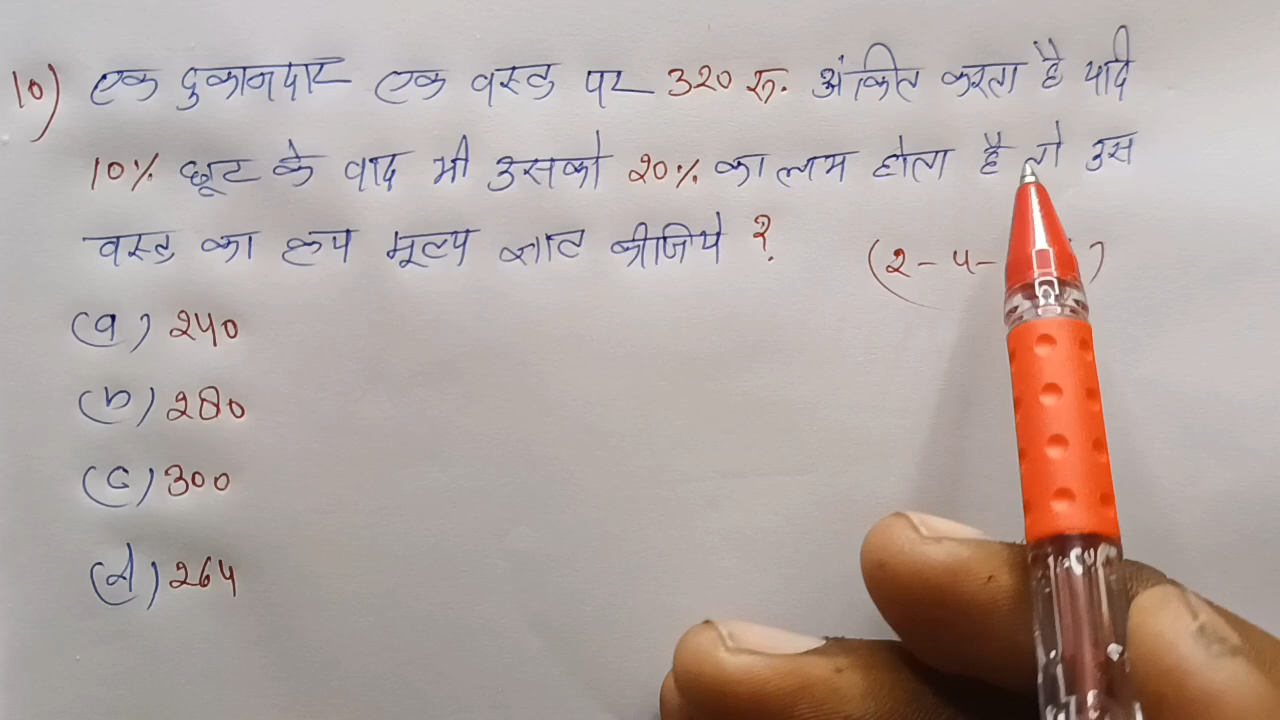 10) एक दुकानदार एक वस्तु पर 320 रु. अंकित करता है यदि
10% छूट के बाद भी उसको 20% का लाभ होता है तो उस
वस्तु का क्रय मूल्य ज्ञात कीजिये ?
(2-4-
(a) 240
(b) 280
(c) 300
(d) 264